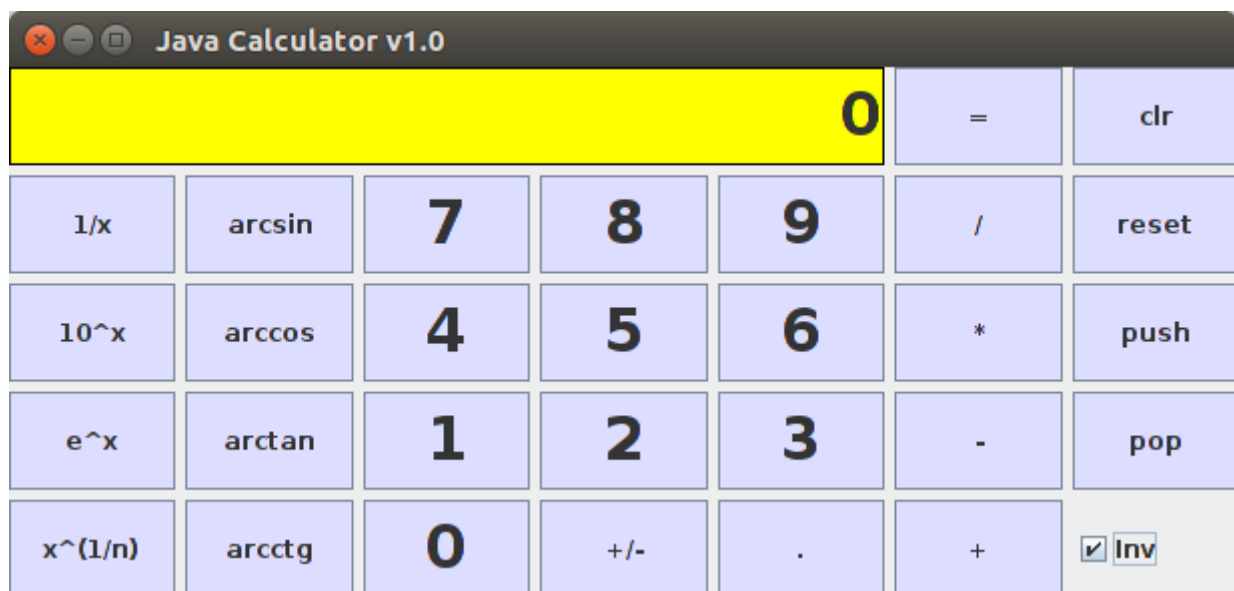 Java Calculator v1.0
0 = clr
1/x arcsin 7 8 9 / reset
10^x arccos 4 5 6 * push
e^x arctan 1 2 3 - pop
x^(1/n) arcctg 0 +/- . + Inv